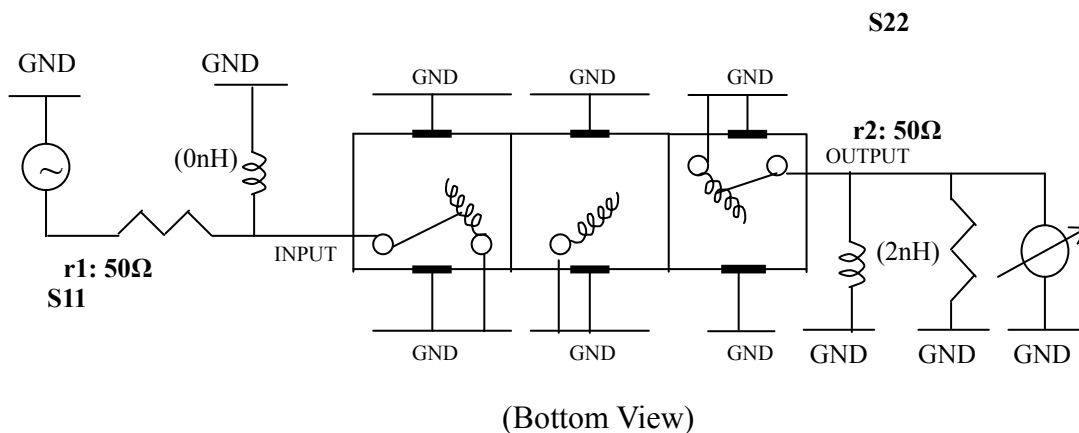 S22
GND
GND
GND
GND
GND
r2: 50Ω
OUTPUT
(0nH)
INPUT
(2nH)
r1: 50Ω
S11
GND
GND
GND
GND
GND
GND
(Bottom View)